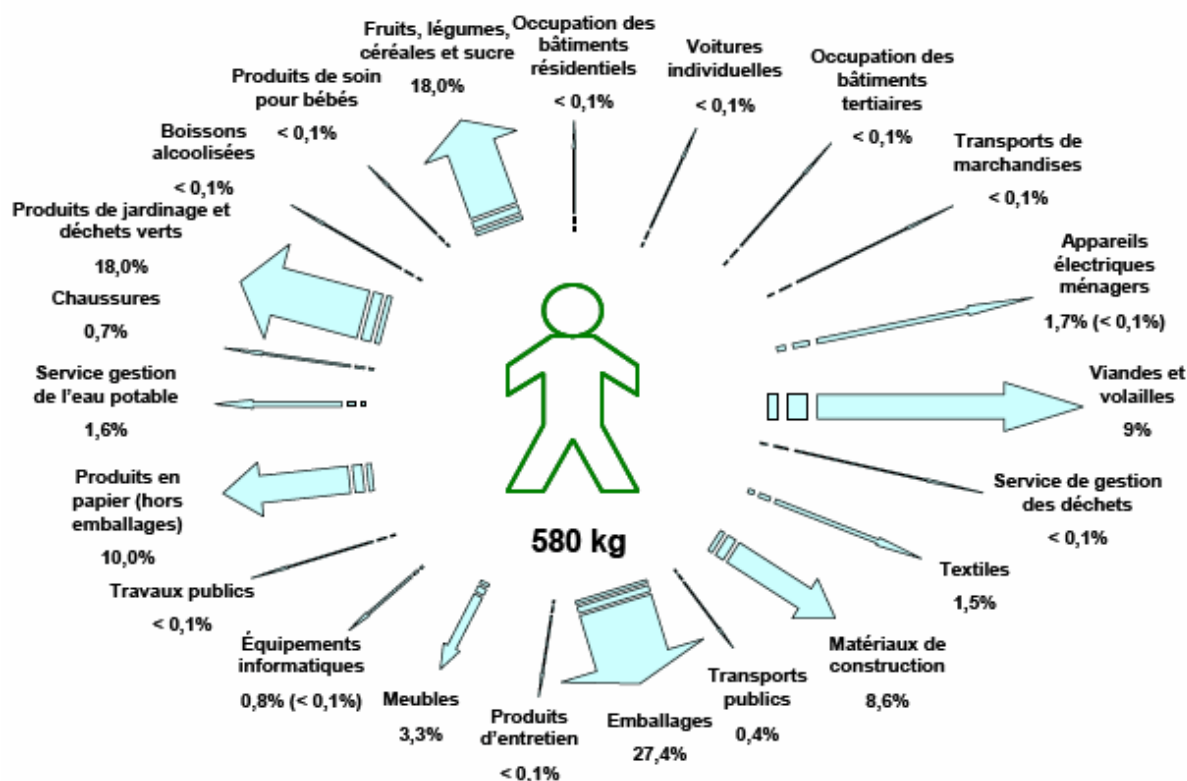 Fruits, légumes,
céréales et sucre
18,0%
Occupation des
bâtiments
résidentiels
< 0,1%
Voitures
individuelles
< 0,1%
Occupation des
bâtiments
tertiaires
< 0,1%
Transports de
marchandises
< 0,1%
Appareils
électriques
ménagers
1,7% (< 0,1%)
Viandes et
volailles
9%
Service de gestion
des déchets
< 0,1%
Textiles
1,5%
Matériaux de
construction
8,6%
Transports
publics
0,4%
Emballages
27,4%
Produits
d'entretien
< 0,1%
Meubles
3,3%
Équipements
informatiques
0,8% (< 0,1%)
Travaux publics
< 0,1%
Produits en
papier (hors
emballages)
10,0%
Service gestion
de l'eau potable
1,6%
Chaussures
0,7%
Produits de jardinage et
déchets verts
18,0%
Boissons
alcoolisées
< 0,1%
Produits de soin
pour bébés
< 0,1%
580 kg